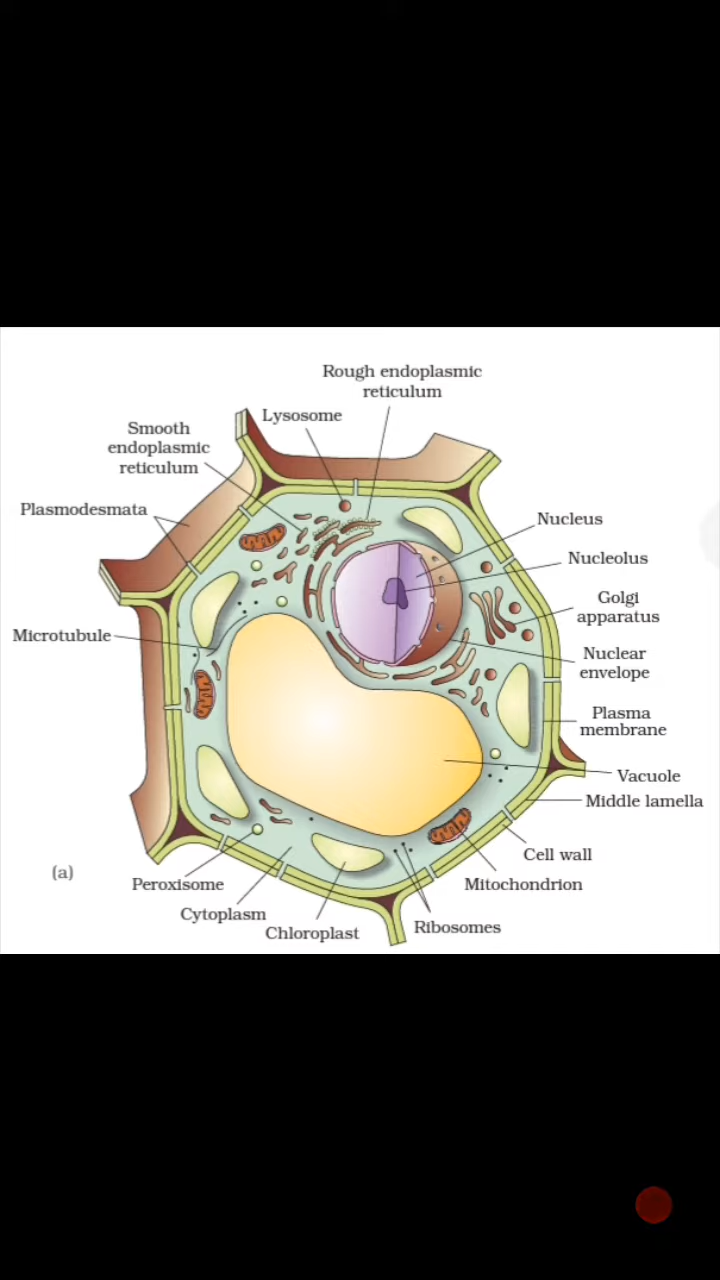 Rough endoplasmic
reticulum
Lysosome
Smooth
endoplasmic
reticulum
Plasmodesmata
Nucleus
Nucleolus
Golgi
apparatus
Microtubule
Nuclear
envelope
Plasma
membrane
Vacuole
Middle lamella
Cell wall
(a)
Peroxisome
Mitochondrion
Cytoplasm
Chloroplast
Ribosomes